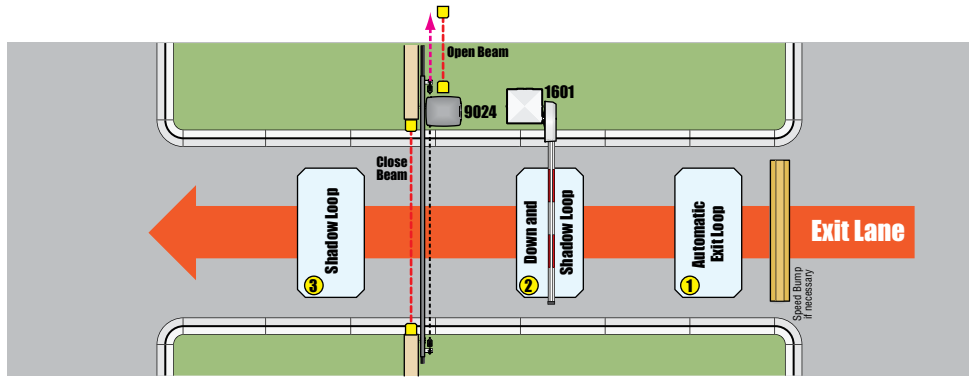 Open Beam
1601
9024
Close
Beam
Shadow Loop
3
Down and
Shadow Loop
2
Automatic
Exit Loop
1
Exit Lane
Speed Bump
if necessary